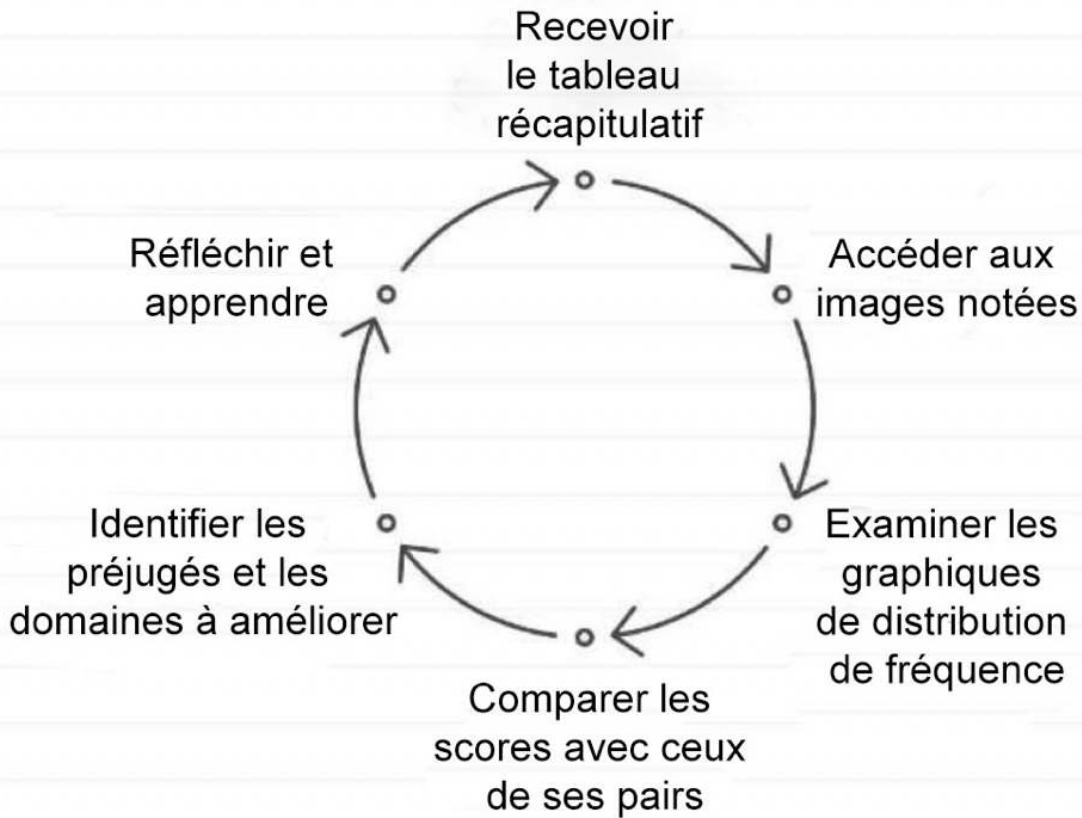 Recevoir
le tableau
récapitulatif
Accéder aux
images notées
Examiner les
graphiques
de distribution
de fréquence
Comparer les
scores avec ceux
de ses pairs
Identifier les
préjugés et les
domaines à améliorer
Réfléchir et
apprendre